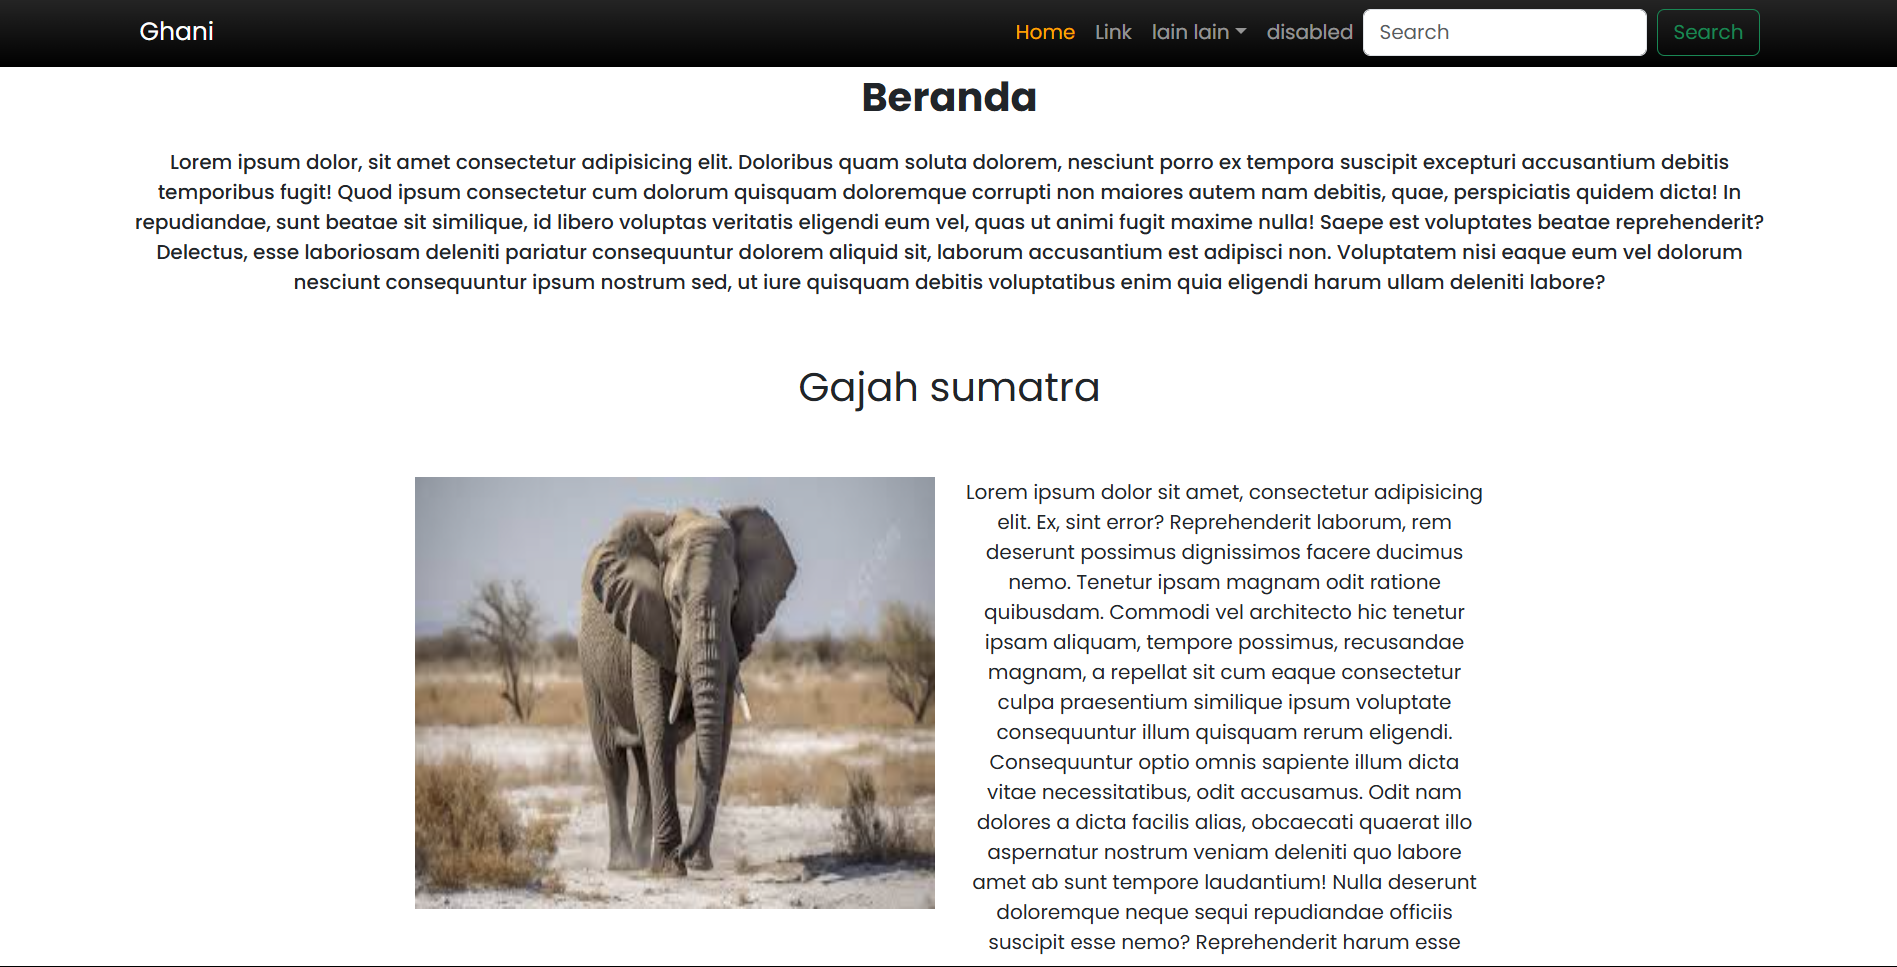 Ghani
Home Link lain lain disabled Search Search
Beranda
Lorem ipsum dolor, sit amet consectetur adipisicing elit. Doloribus quam soluta dolorem, nesciunt porro ex tempora suscipit excepturi accusantium debitis
temporibus fugit! Quod ipsum consectetur cum dolorum quisquam doloremque corrupti non maiores autem nam debitis, quae, perspiciatis quidem dicta! In
repudiandae, sunt beatae sit similique, id libero voluptas veritatis eligendi eum vel, quas ut animi fugit maxime nulla! Saepe est voluptates beatae reprehenderit?
Delectus, esse laboriosam deleniti pariatur consequuntur dolorem aliquid sit, laborum accusantium est adipisci non. Voluptatem nisi eaque eum vel dolorum
nesciunt consequuntur ipsum nostrum sed, ut iure quisquam debitis voluptatibus enim quia eligendi harum ullam deleniti labore?
Gajah sumatra
Lorem ipsum dolor sit amet, consectetur adipisicing
elit. Ex, sint error? Reprehenderit laborum, rem
deserunt possimus dignissimos facere ducimus
nemo. Tenetur ipsam magnam odit ratione
quibusdam. Commodi vel architecto hic tenetur
ipsam aliquam, tempore possimus, recusandae
magnam, a repellat sit cum eaque consectetur
culpa praesentium similique ipsum voluptate
consequuntur illum quisquam rerum eligendi.
Consequuntur optio omnis sapiente illum dicta
vitae necessitatibus, odit accusamus. Odit nam
dolores a dicta facilis alias, obcaecati quaerat illo
aspernatur nostrum veniam deleniti quo labore
amet ab sunt tempore laudantium! Nulla deserunt
doloremque neque sequi repudiandae officiis
suscipit esse nemo? Reprehenderit harum esse